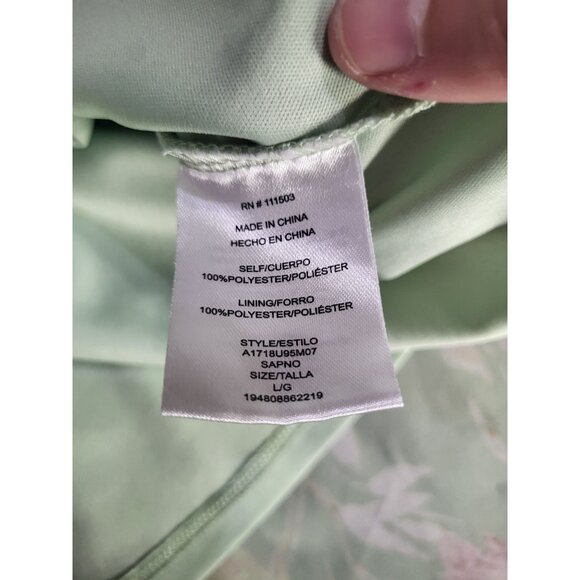 RN # 111503
MADE IN CHINA
HECHO EN CHINA
SELF/CUERPO
100%POLYESTER/POLIÉSTER
LINING/FORRO
100%POLYESTER/POLIÉSTER
STYLE/ESTILO
A1718U95M07
SAPNO
SIZE/TALLA
L/G
194808862219